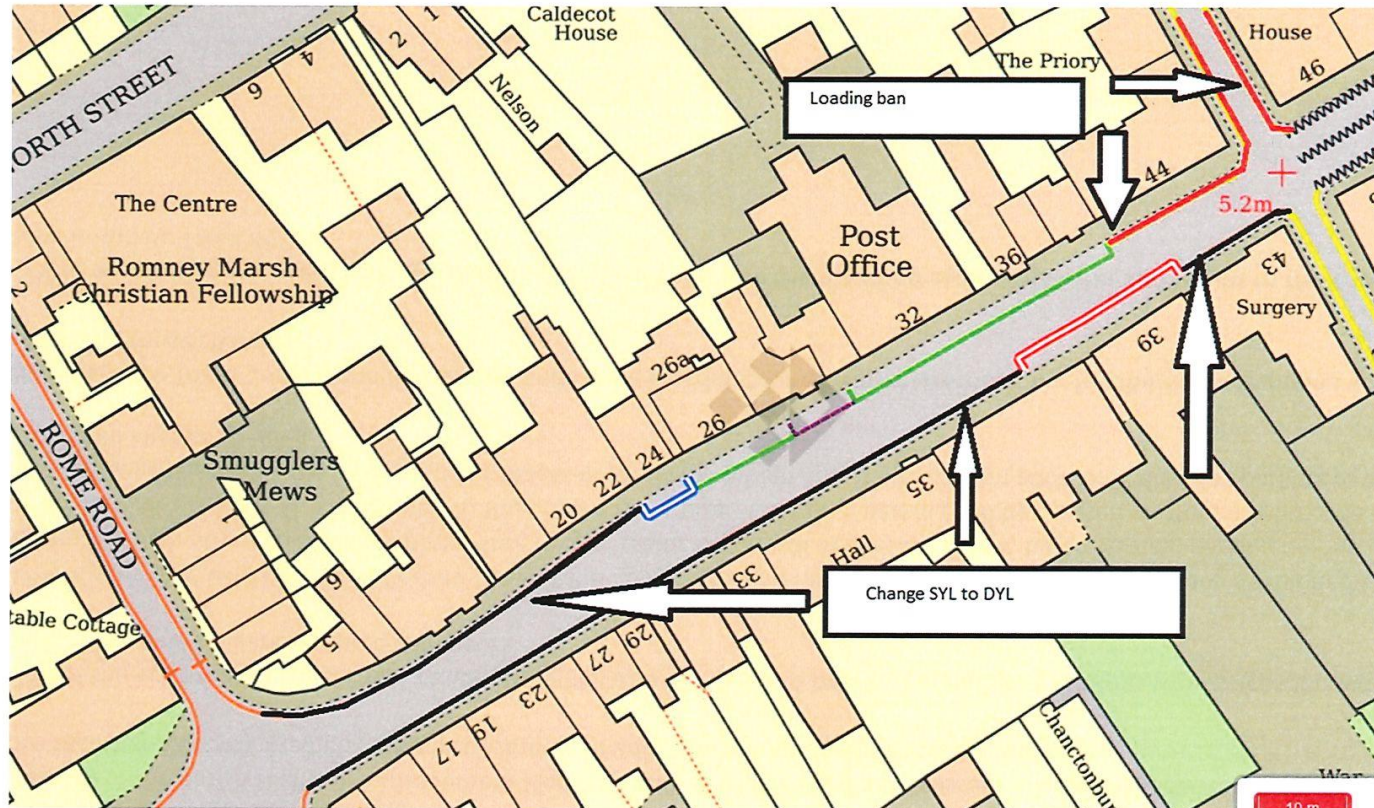 Caldecot
House
House
46
1
2
4
6
Nelson
The Priory
Loading ban
ORTH STREET
The Centre
44
5.2m
Post
Office
36
43
Surgery
Romney Marsh
Christian Fellowship
2
32
39
26a
26
ROME ROAD
Smugglers
Mews
24
22
20
35
1
6
Hall
33
Change SYL to DYL
table Cottage
5
29
27
23
19
17
Chanctonbu
War
10 m